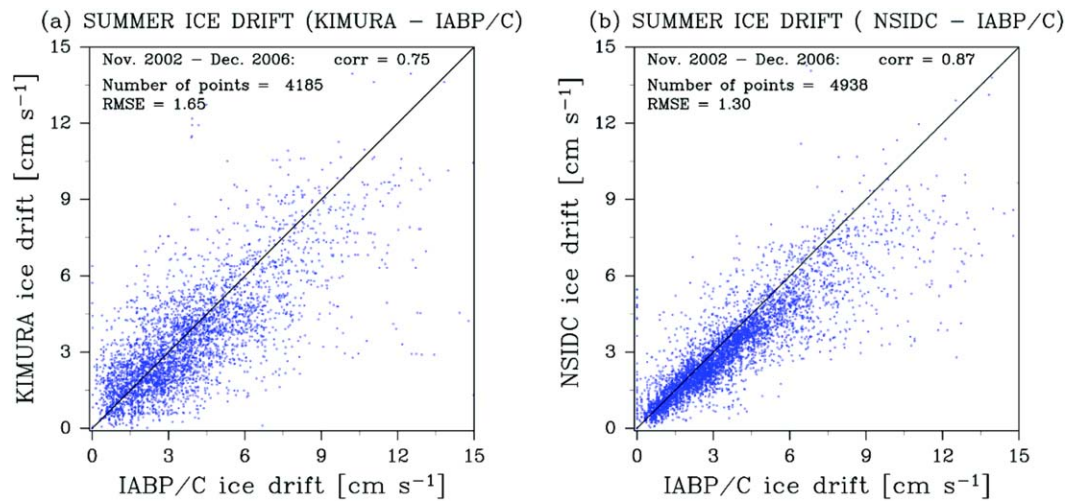 (a) SUMMER ICE DRIFT (KIMURA − IABP/C)
Nov. 2002 − Dec. 2006: corr = 0.75
Number of points = 4185
RMSE = 1.65
KIMURA ice drift [cm s⁻¹]
15
12
9
6
3
0
0 3 6 9 12 15
IABP/C ice drift [cm s⁻¹]
(b) SUMMER ICE DRIFT ( NSIDC − IABP/C)
Nov. 2002 − Dec. 2006: corr = 0.87
Number of points = 4938
RMSE = 1.30
NSIDC ice drift [cm s⁻¹]
15
12
9
6
3
0
0 3 6 9 12 15
IABP/C ice drift [cm s⁻¹]